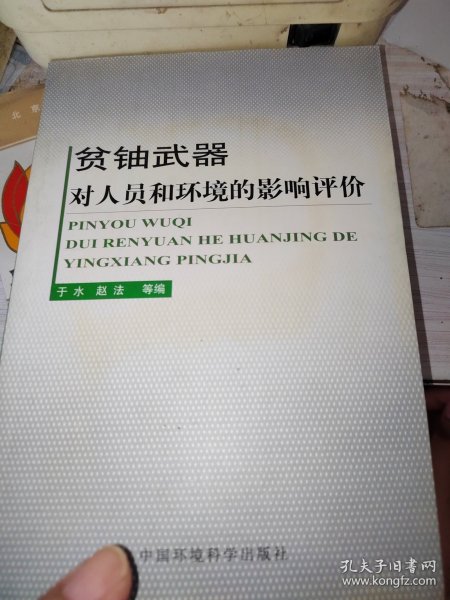 北京
贫铀武器
对人员和环境的影响评价
PINYOU WUQI
DUI RENYUAN HE HUANJING DE
YINGXIANG PINGJIA
于水 赵法 等编
中国环境科学出版社
孔夫子旧书网
www.kongfz.com